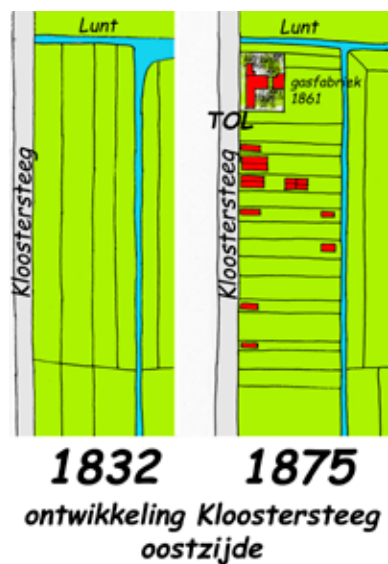 Lunt
Kloostersteeg
1832
Lunt
gasfabriek
1861
TOL
Kloostersteeg
1875
ontwikkeling Kloostersteeg
oostzijde